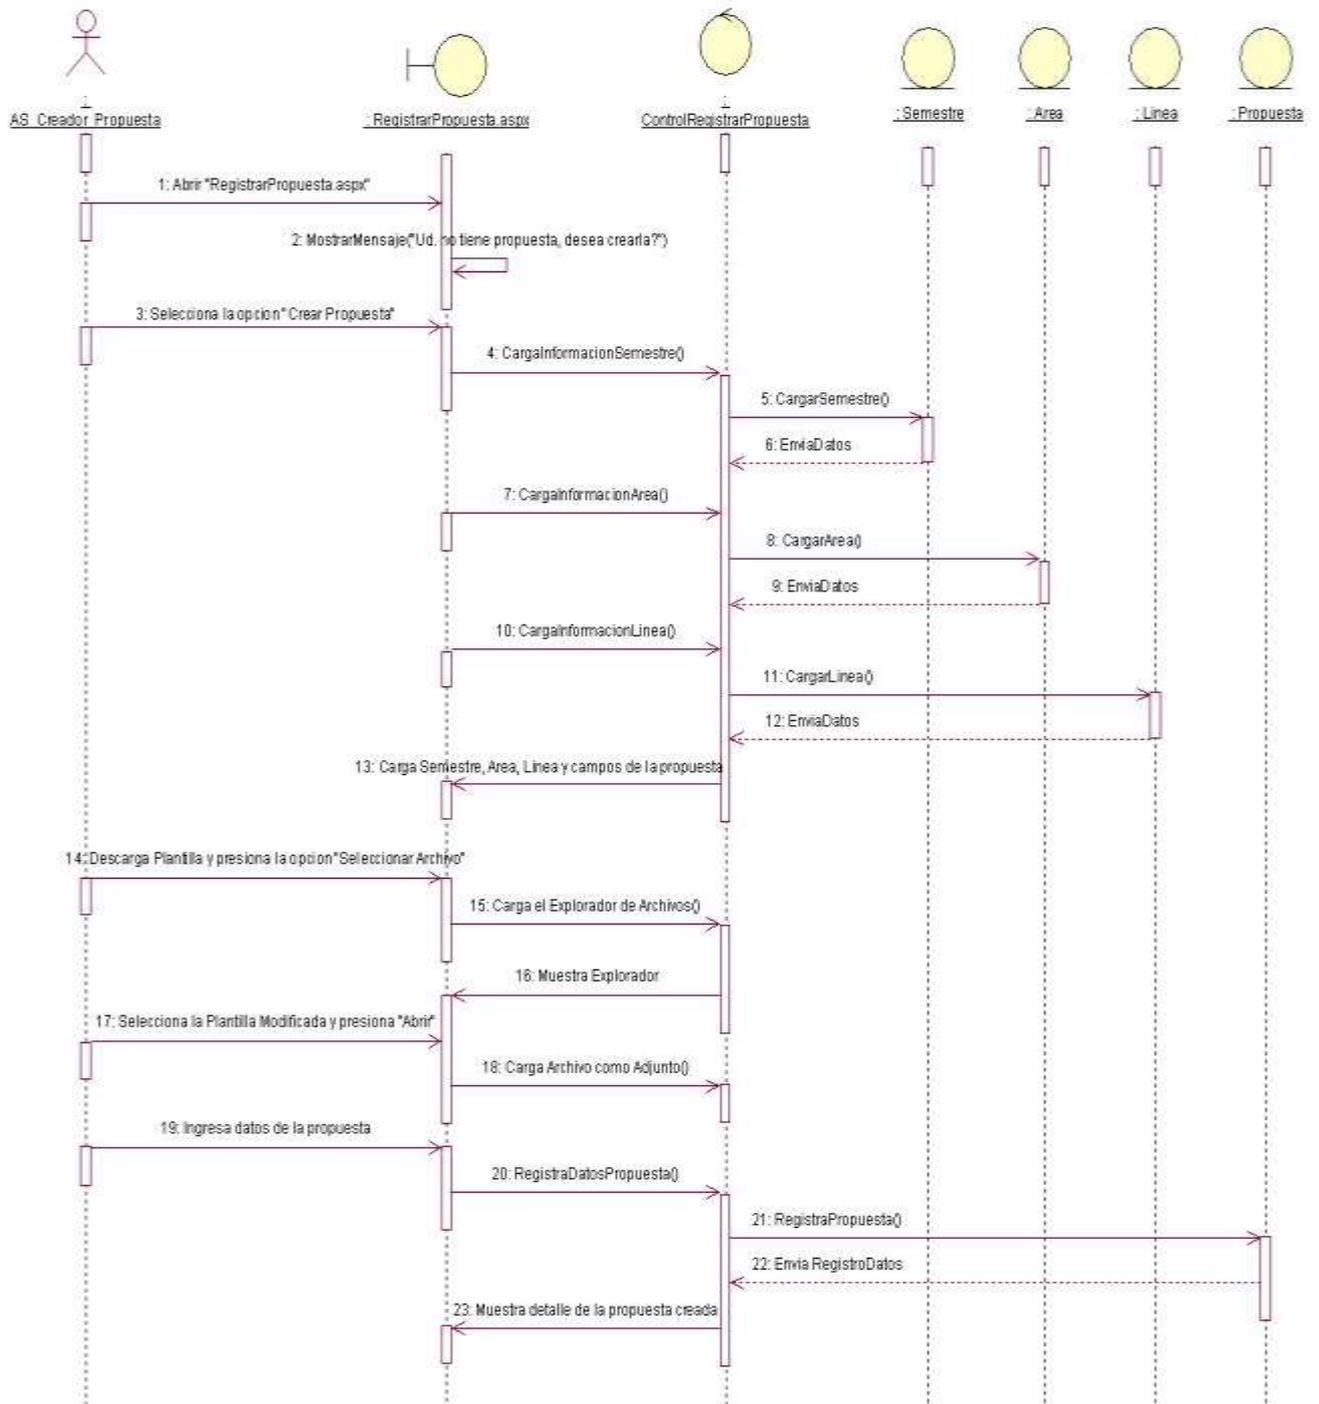 : Semestre
: Area
: Linea
: Propuesta
:
AS_Creador_Propuesta
: RegistrarPropuesta.aspx
:
ControlRegistrarPropuesta
1: Abrir "RegistrarPropuesta.aspx"
2: MostrarMensaje("Ud. no tiene propuesta, desea crearla?")
3: Selecciona la opcion" Crear Propuesta"
4: CargaInformacionSemestre()
5: CargarSemestre()
6: EnviaDatos
7: CargaInformacionArea()
8: CargarArea()
9: EnviaDatos
10: CargaInformacionLinea()
11: CargarLinea()
12: EnviaDatos
13: Carga Semestre, Area, Linea y campos de la propuesta
14: Descarga Plantilla y presiona la opcion"Seleccionar Archivo"
15: Carga el Explorador de Archivos()
16: Muestra Explorador
17: Selecciona la Plantilla Modificada y presiona "Abrir"
18: Carga Archivo como Adjunto()
19: Ingresa datos de la propuesta
20: RegistraDatosPropuesta()
21: RegistraPropuesta()
22: Envia RegistroDatos
23: Muestra detalle de la propuesta creada